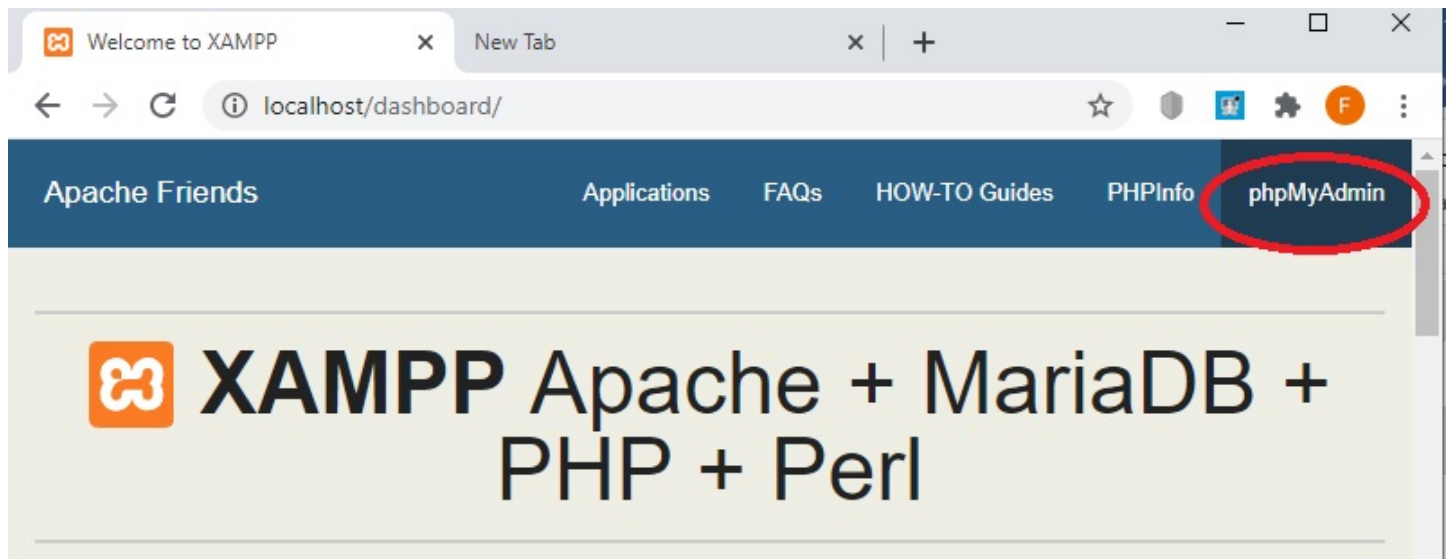 Welcome to XAMPP New Tab
localhost/dashboard/ F
Apache Friends Applications FAQs HOW-TO Guides PHPInfo phpMyAdmin
XAMPP Apache + MariaDB +
PHP + Perl